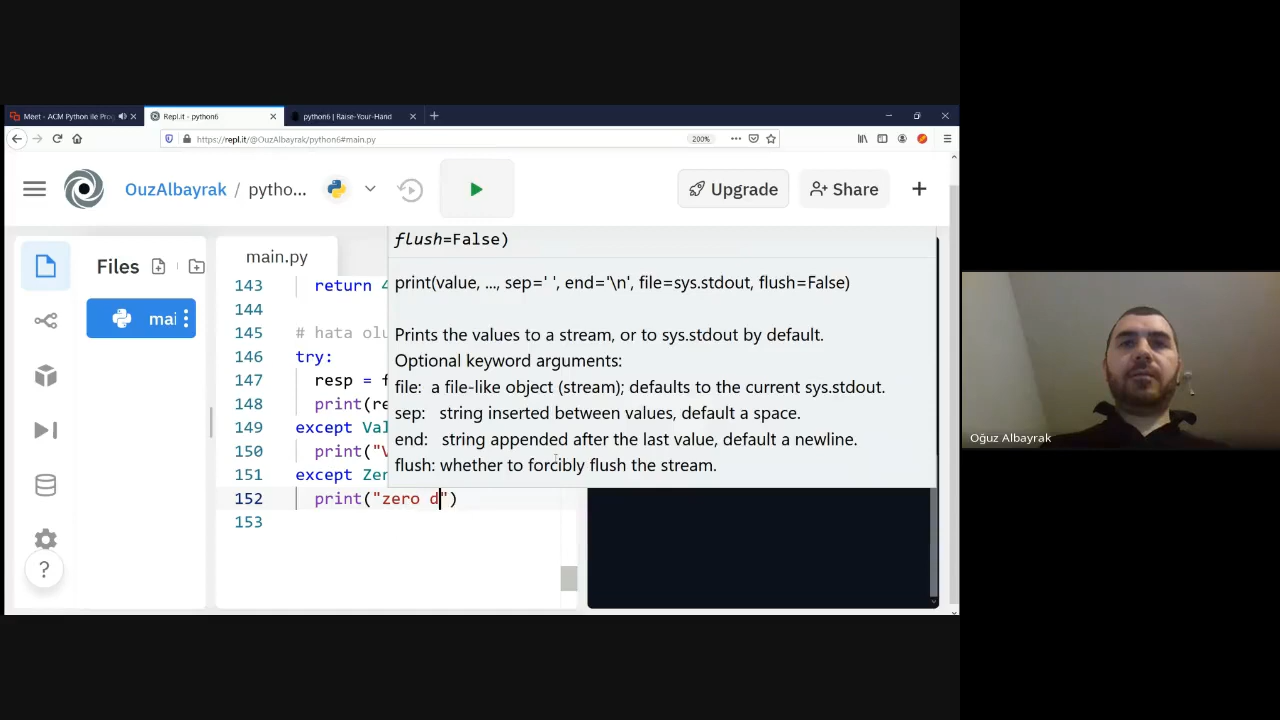 Meet - ACM Python ile Prog
Repl.it - python6
python6 | Raise-Your-Hand
https://repl.it/@OuzAlbayrak/python6#main.py
200%
OuzAlbayrak / pytho...
Upgrade
Share
Files
mai
main.py
flush=False)
print(value, ..., sep=' ', end='\n', file=sys.stdout, flush=False)
Prints the values to a stream, or to sys.stdout by default.
Optional keyword arguments:
file: a file-like object (stream); defaults to the current sys.stdout.
sep: string inserted between values, default a space.
end: string appended after the last value, default a newline.
flush: whether to forcibly flush the stream.
143 return 4
144
145 # hata olu
146 try:
147 resp = f
148 print(re
149 except Val
150 print("V
151 except Zer
152 print("zero d")
153
?
Oğuz Albayrak